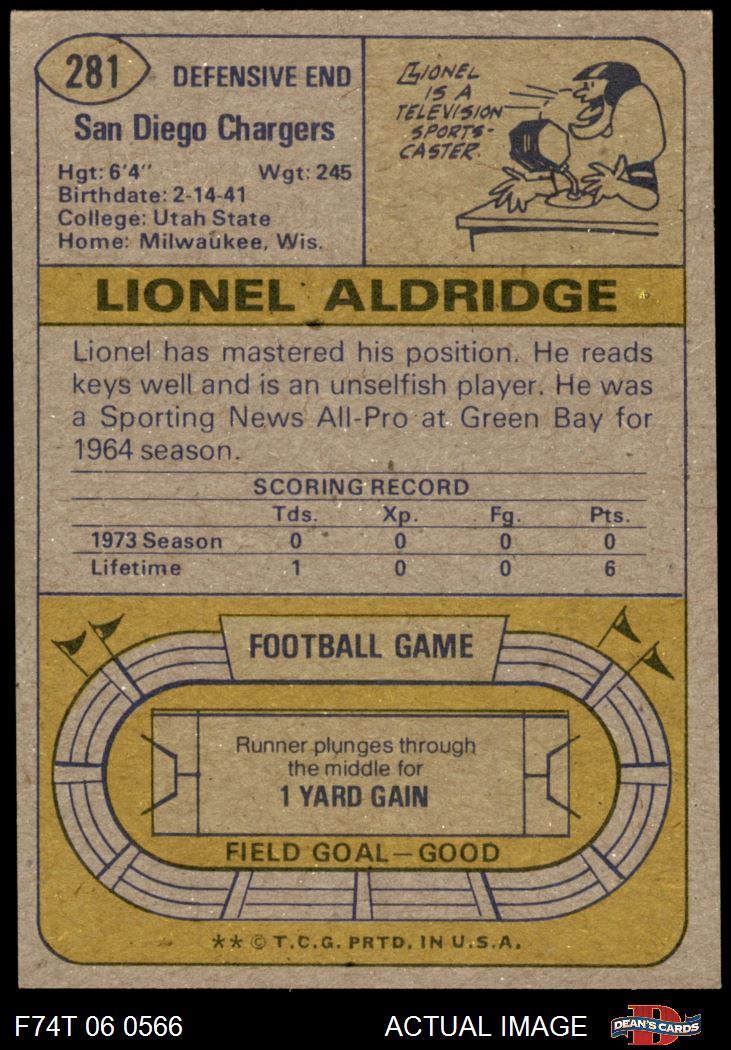 281
DEFENSIVE END
San Diego Chargers
Hgt: 6'4" Wgt: 245
Birthdate: 2-14-41
College: Utah State
Home: Milwaukee, Wis.
LIONEL
IS A
TELEVISION
SPORTS-
CASTER.
LIONEL ALDRIDGE
Lionel has mastered his position. He reads
keys well and is an unselfish player. He was
a Sporting News All-Pro at Green Bay for
1964 season.
SCORING RECORD
Tds. Xp. Fg. Pts.
1973 Season 0 0 0 0
Lifetime 1 0 0 6
FOOTBALL GAME
Runner plunges through
the middle for
1 YARD GAIN
FIELD GOAL—GOOD
** © T.C.G. PRTD. IN U.S.A.
F74T 06 0566 ACTUAL IMAGE
D
DEAN'S CARDS